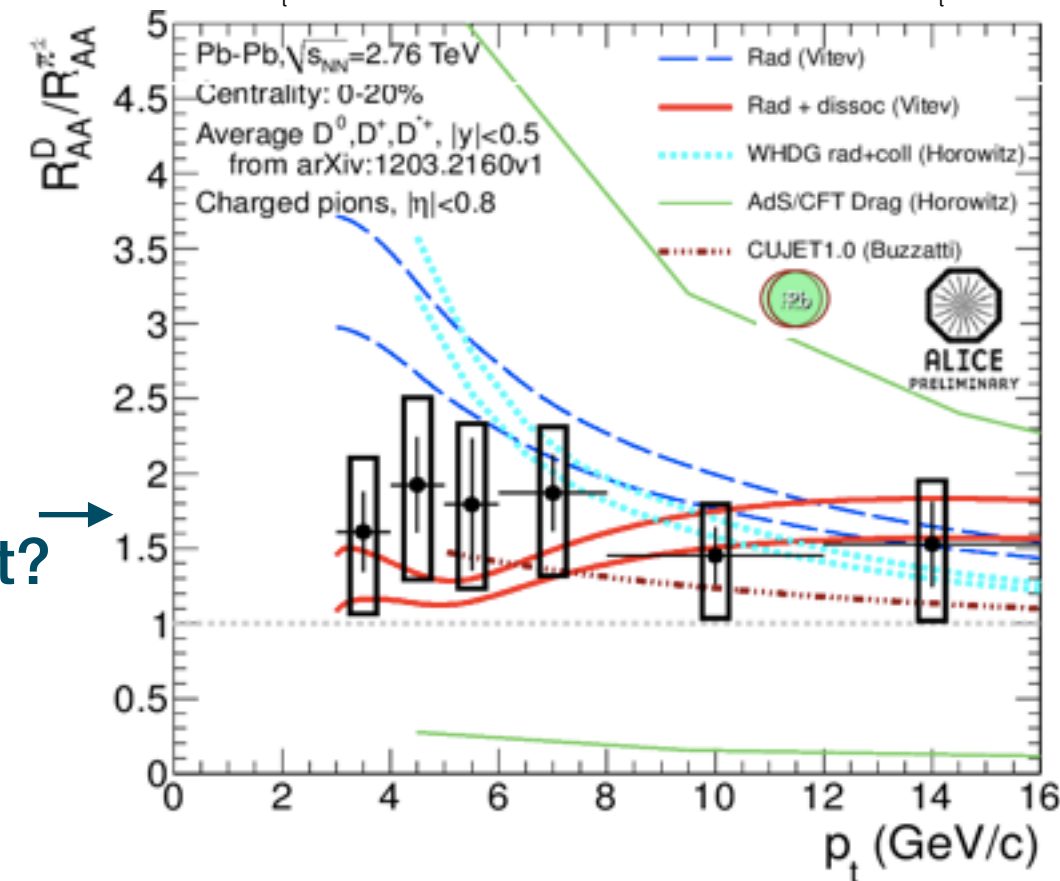 5
4.5
4
3.5
3
2.5
2
1.5
1
0.5
0
R_AA^D/R_AA^π±
Pb-Pb,√s_NN=2.76 TeV
Centrality: 0-20%
Average D⁰,D⁺,D*⁺, |y|<0.5
from arXiv:1203.2160v1
Charged pions, |η|<0.8
Rad (Vitev)
Rad + dissoc (Vitev)
WHDG rad+coll (Horowitz)
AdS/CFT Drag (Horowitz)
CUJET1.0 (Buzzatti)
Pb
ALICE
PRELIMINARY
t?
0 2 4 6 8 10 12 14 16
p_t (GeV/c)